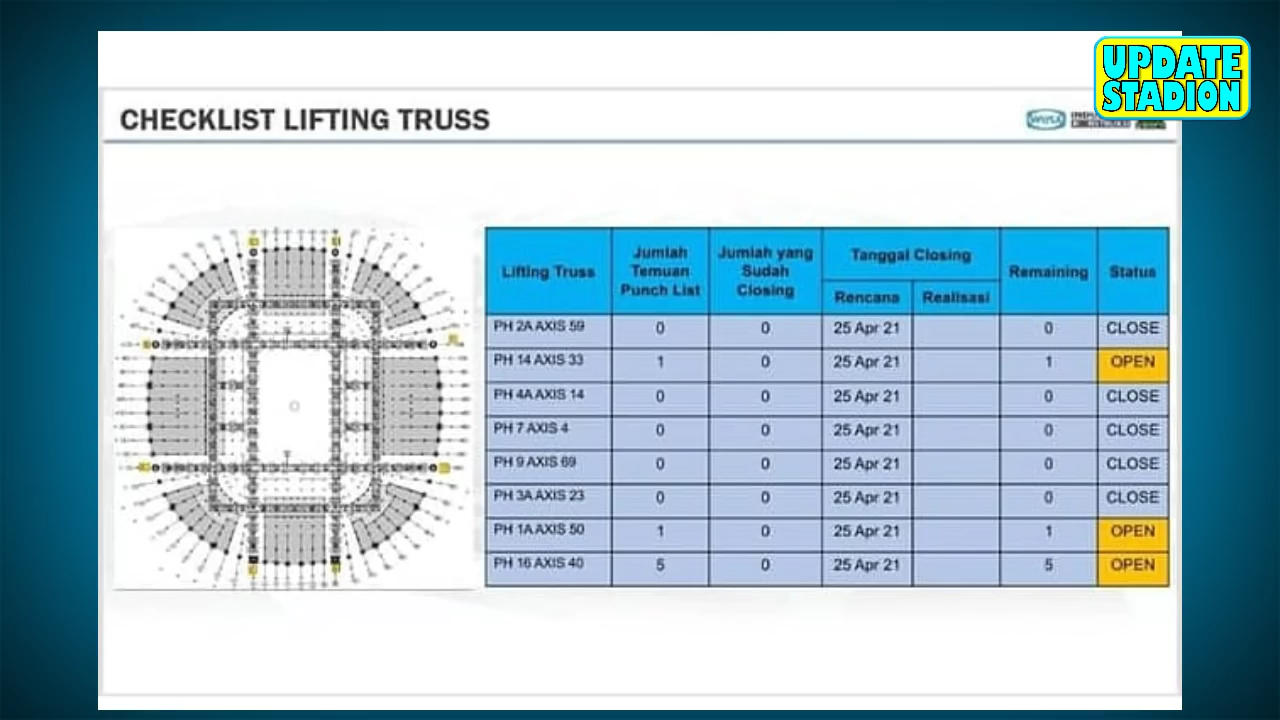 UPDATE
STADION
CHECKLIST LIFTING TRUSS
Lifting Truss
Jumlah
Temuan
Punch List
Jumlah yang
Sudah
Closing
Tanggal Closing
Rencana
Realisasi
Remaining
Status
PH 2A AXIS 59 0 0 25 Apr 21 0 CLOSE
PH 14 AXIS 33 1 0 25 Apr 21 1 OPEN
PH 4A AXIS 14 0 0 25 Apr 21 0 CLOSE
PH 7 AXIS 4 0 0 25 Apr 21 0 CLOSE
PH 9 AXIS 69 0 0 25 Apr 21 0 CLOSE
PH 3A AXIS 23 0 0 25 Apr 21 0 CLOSE
PH 1A AXIS 50 1 0 25 Apr 21 1 OPEN
PH 16 AXIS 40 5 0 25 Apr 21 5 OPEN